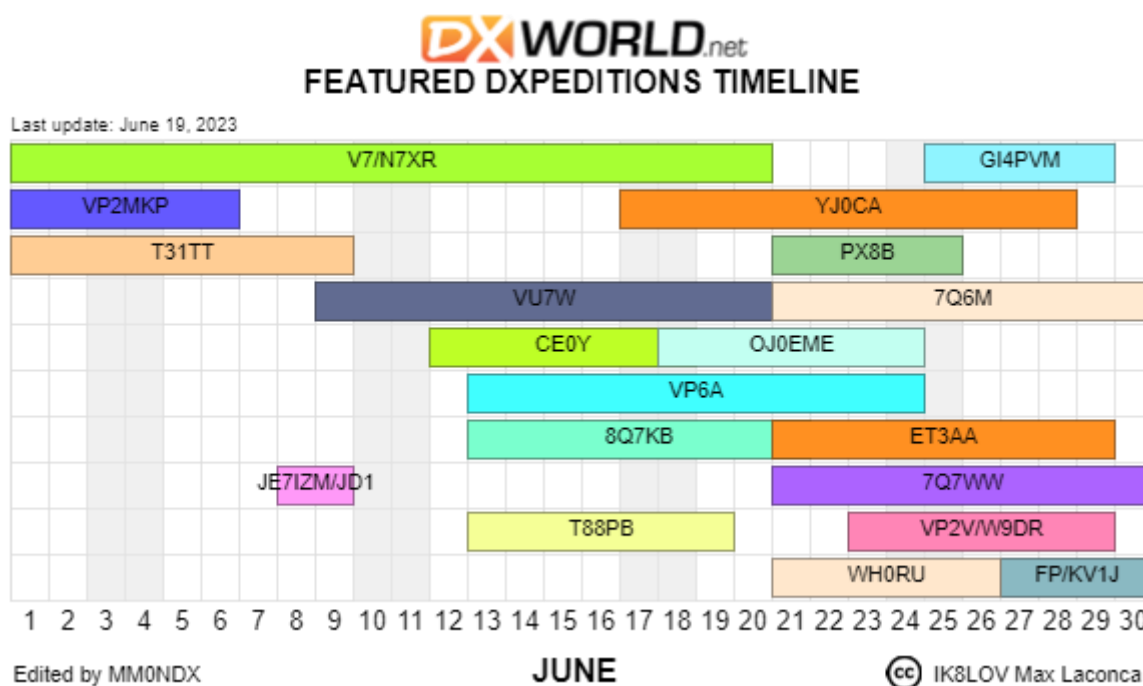 DX WORLD.net
FEATURED DXPEDITIONS TIMELINE
Last update: June 19, 2023
V7/N7XR GI4PVM
VP2MKP YJ0CA
T31TT PX8B
VU7W 7Q6M
CE0Y OJ0EME
VP6A
8Q7KB ET3AA
JE7IZM/JD1 7Q7WW
T88PB VP2V/W9DR
WH0RU FP/KV1J
1 2 3 4 5 6 7 8 9 10 11 12 13 14 15 16 17 18 19 20 21 22 23 24 25 26 27 28 29 30
Edited by MM0NDX JUNE cc IK8LOV Max Laconca